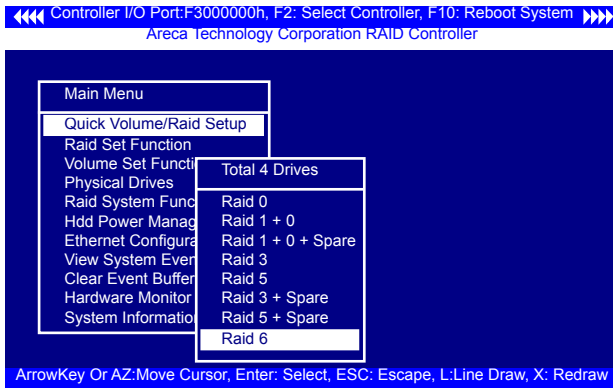 Controller I/O Port:F3000000h, F2: Select Controller, F10: Reboot System
Areca Technology Corporation RAID Controller
Main Menu
Quick Volume/Raid Setup
Raid Set Function
Volume Set Functi
Physical Drives
Raid System Func
Hdd Power Manag
Ethernet Configura
View System Even
Clear Event Buffer
Hardware Monitor
System Information
Total 4 Drives
Raid 0
Raid 1 + 0
Raid 1 + 0 + Spare
Raid 3
Raid 5
Raid 3 + Spare
Raid 5 + Spare
Raid 6
ArrowKey Or AZ:Move Cursor, Enter: Select, ESC: Escape, L:Line Draw, X: Redraw